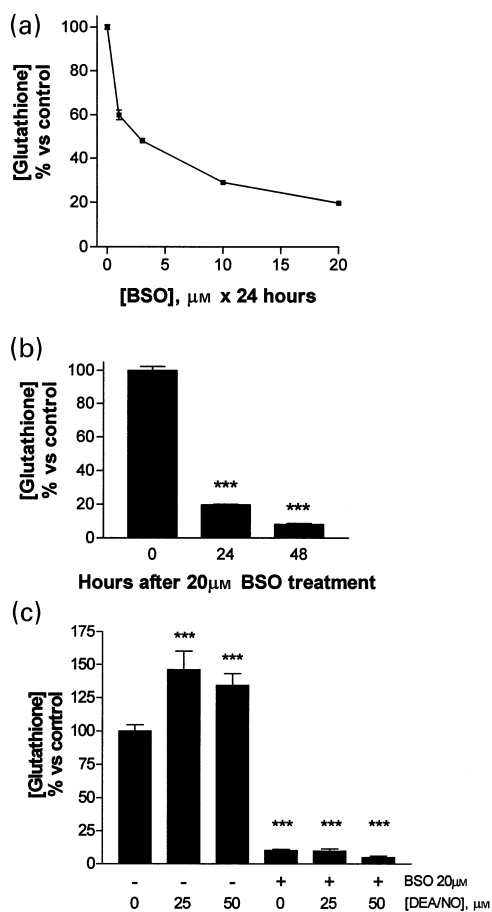 (a)
[Glutathione]
% vs control
100
80
60
40
20
0
0 5 10 15 20
[BSO], μM x 24 hours
(b)
[Glutathione]
% vs control
100
80
60
40
20
0
*** ***
0 24 48
Hours after 20μM BSO treatment
(c)
[Glutathione]
% vs control
175
150
125
100
75
50
25
0
*** *** *** *** ***
- - - + + + BSO 20μM
0 25 50 0 25 50 [DEA/NO], μM